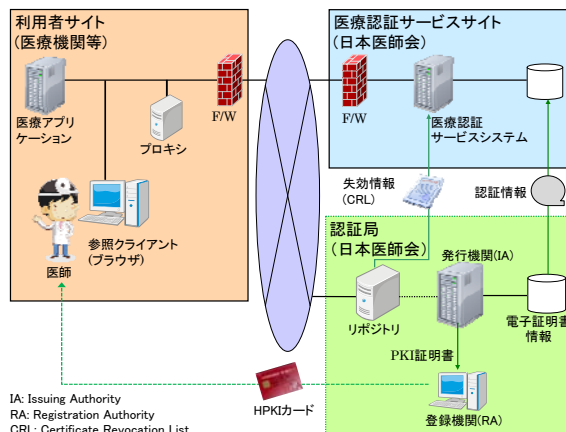 利用者サイト
(医療機関等)
医療アプリ
ケーション
プロキシ
F/W
医師
参照クライアント
(ブラウザ)
医療認証サービスサイト
(日本医師会)
F/W
医療認証
サービスシステム
失効情報
(CRL)
認証情報
認証局
(日本医師会)
発行機関(IA)
リポジトリ
電子証明書
情報
PKI証明書
登録機関(RA)
HPKIカード
IA: Issuing Authority
RA: Registration Authority
CRL: Certificate Revocation List